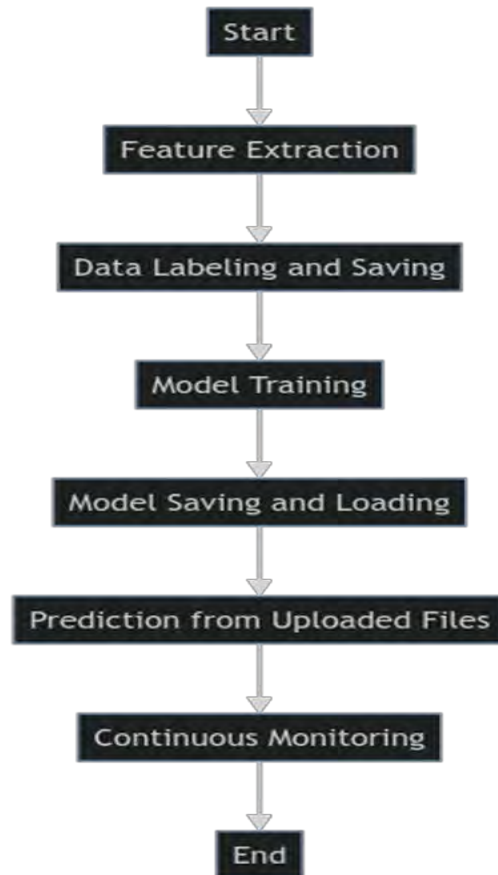 Start
Feature Extraction
Data Labeling and Saving
Model Training
Model Saving and Loading
Prediction from Uploaded Files
Continuous Monitoring
End